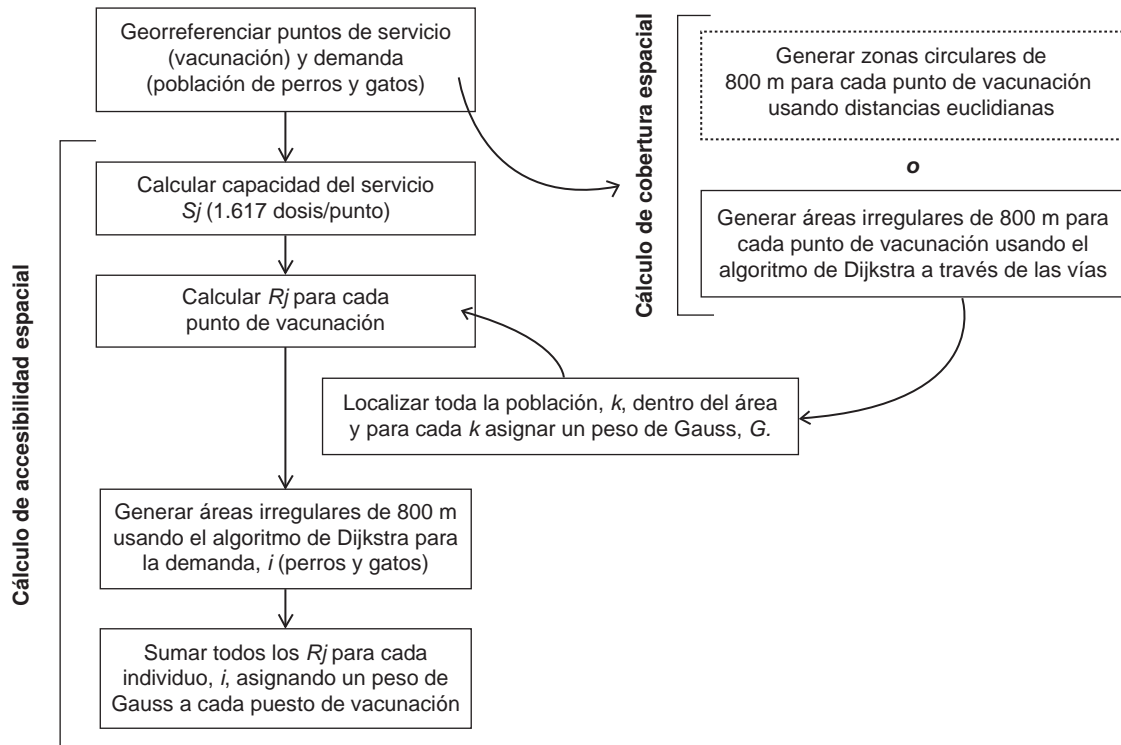 Georreferenciar puntos de servicio
(vacunación) y demanda
(población de perros y gatos)
Cálculo de accesibilidad espacial
Calcular capacidad del servicio
Sj (1.617 dosis/punto)
Calcular Rj para cada
punto de vacunación
Cálculo de cobertura espacial
Generar zonas circulares de
800 m para cada punto de vacunación
usando distancias euclidianas
o
Generar áreas irregulares de 800 m para
cada punto de vacunación usando el
algoritmo de Dijkstra a través de las vías
Localizar toda la población, k, dentro del área
y para cada k asignar un peso de Gauss, G.
Generar áreas irregulares de 800 m
usando el algoritmo de Dijkstra para
la demanda, i (perros y gatos)
Sumar todos los Rj para cada
individuo, i, asignando un peso de
Gauss a cada puesto de vacunación